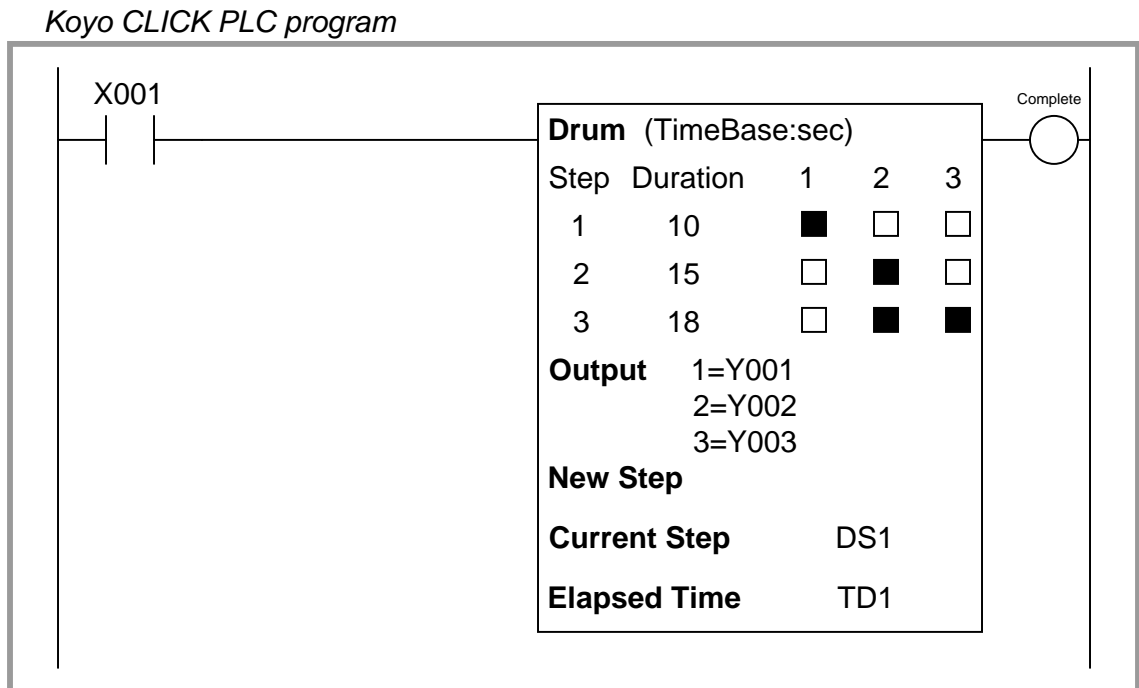 Koyo CLICK PLC program
X001
Complete
Drum (TimeBase:sec)
Step Duration 1 2 3
1 10
2 15
3 18
Output 1=Y001
2=Y002
3=Y003
New Step
Current Step DS1
Elapsed Time TD1